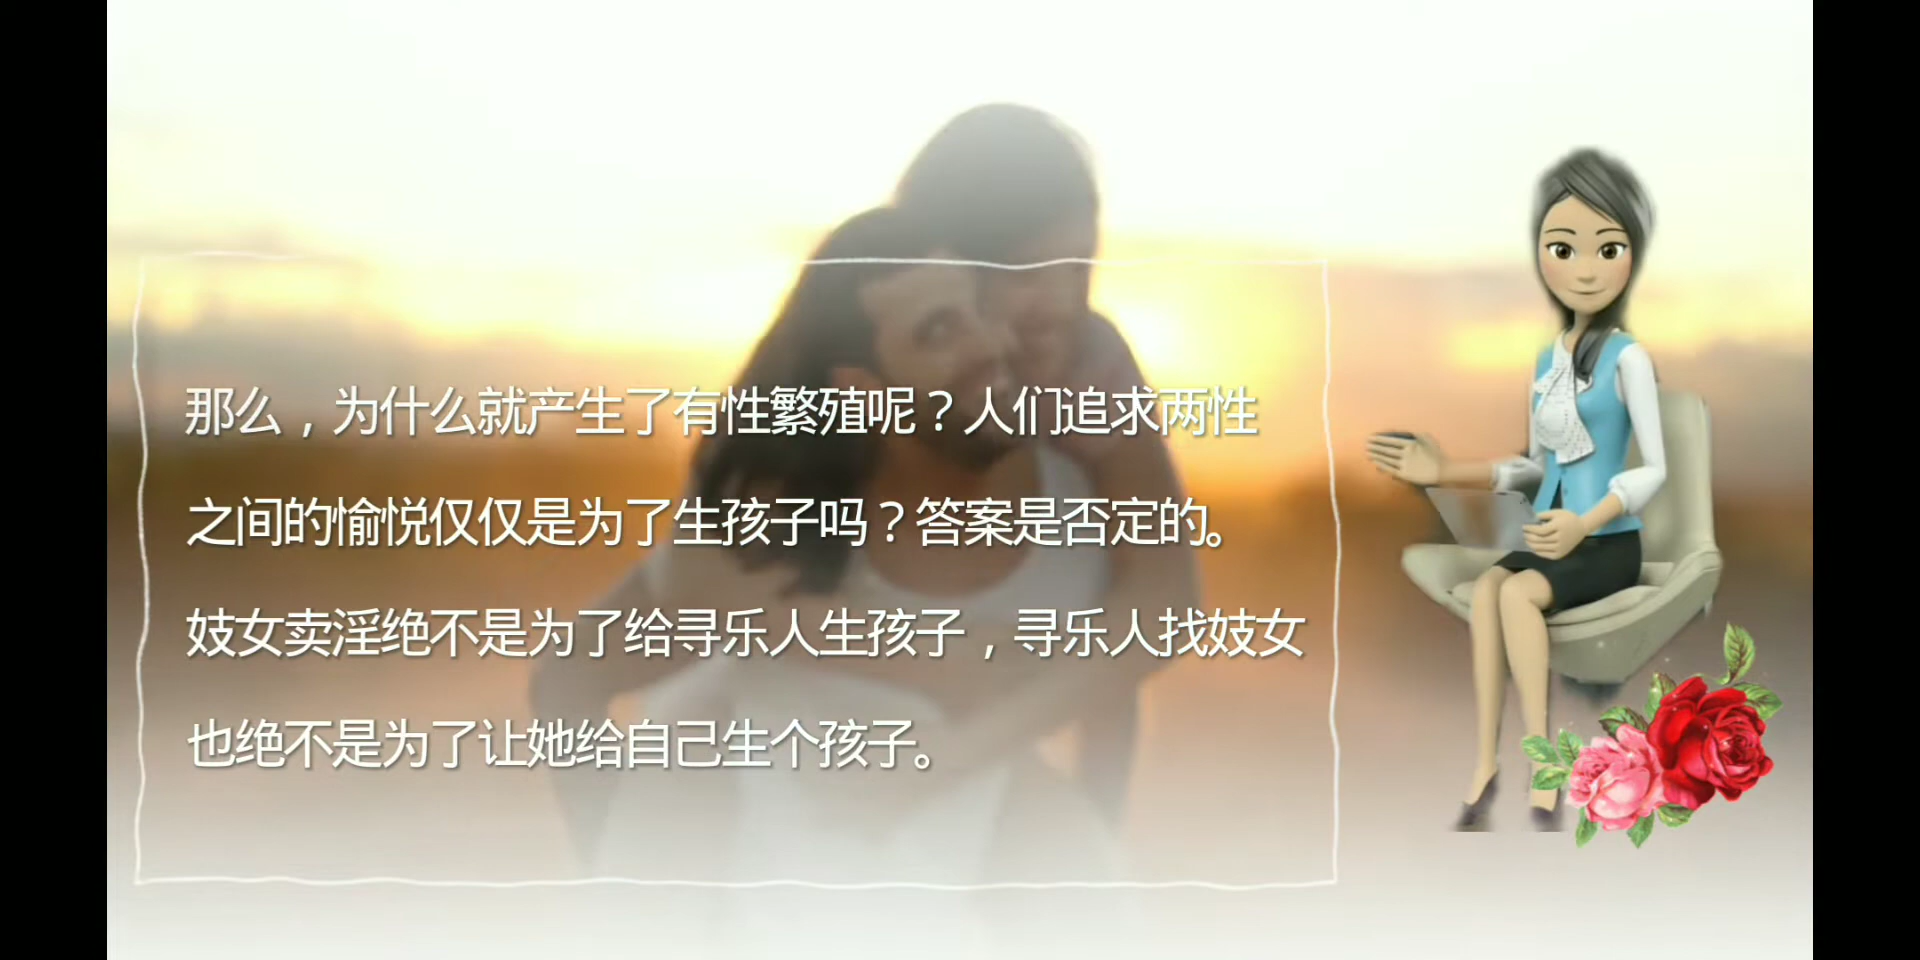 那么，为什么就产生了有性繁殖呢？人们追求两性
之间的愉悦仅仅是为了生孩子吗？答案是否定的。
妓女卖淫绝不是为了给寻乐人生孩子，寻乐人找妓女
也绝不是为了让她给自己生个孩子。